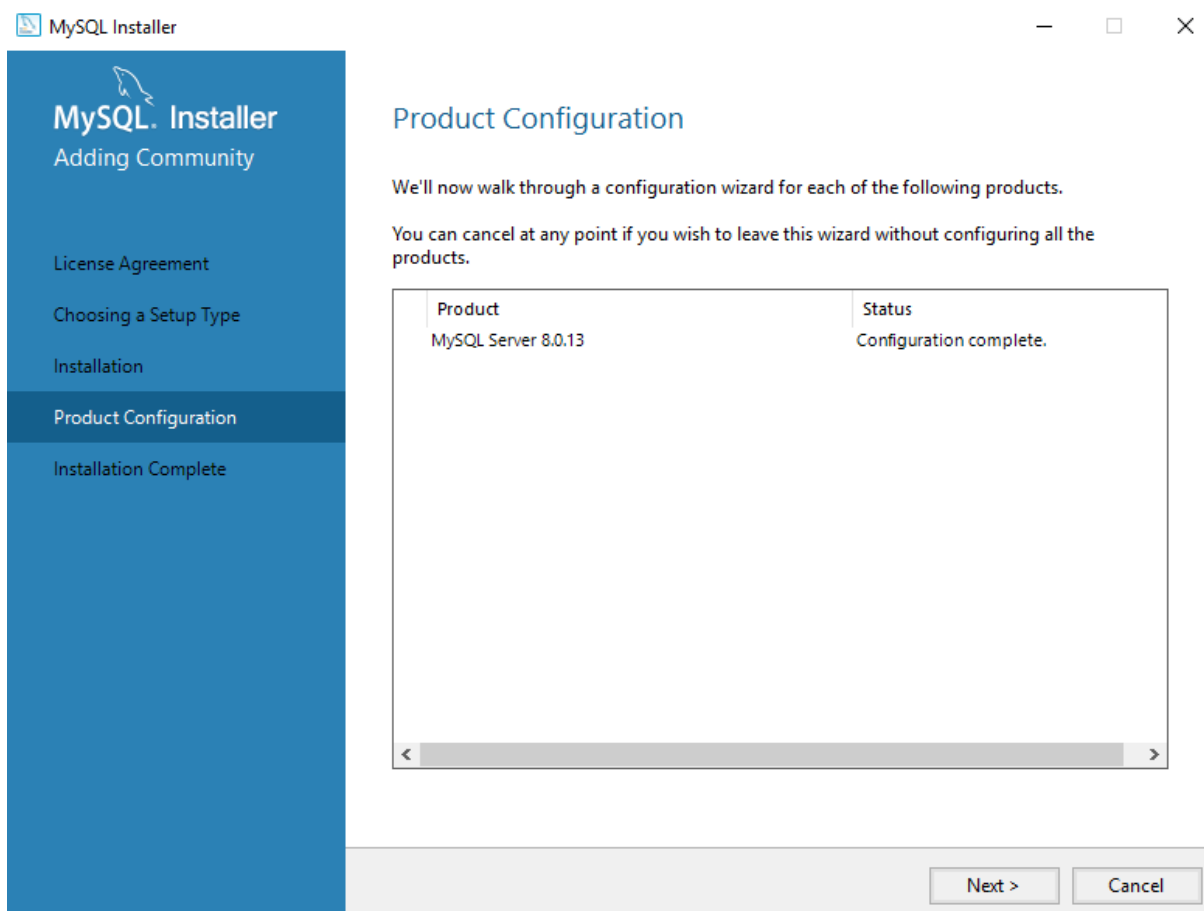 MySQL Installer
MySQL. Installer
Adding Community
License Agreement
Choosing a Setup Type
Installation
Product Configuration
Installation Complete
Product Configuration
We'll now walk through a configuration wizard for each of the following products.
You can cancel at any point if you wish to leave this wizard without configuring all the
products.
Product Status
MySQL Server 8.0.13 Configuration complete.
Next > Cancel